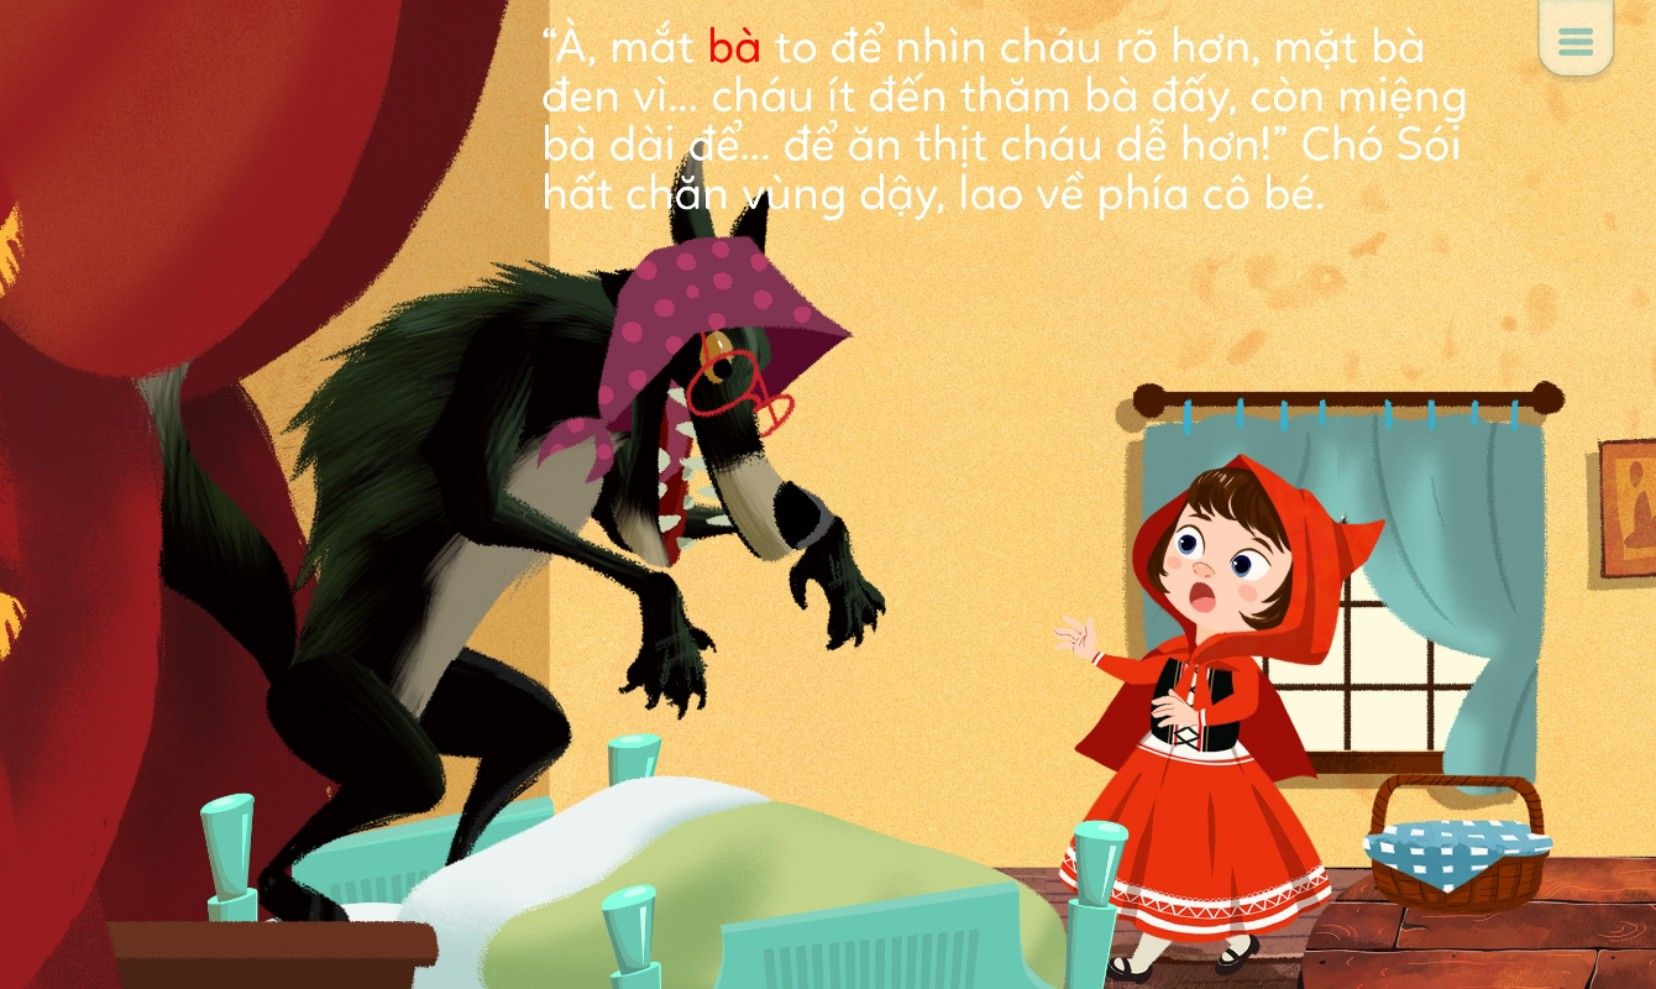 “À, mắt bà to để nhìn cháu rõ hơn, mặt bà
đen vì... cháu ít đến thăm bà đấy, còn miệng
bà dài để... để ăn thịt cháu dễ hơn!” Chó Sói
hất chăn vùng dậy, lao về phía cô bé.